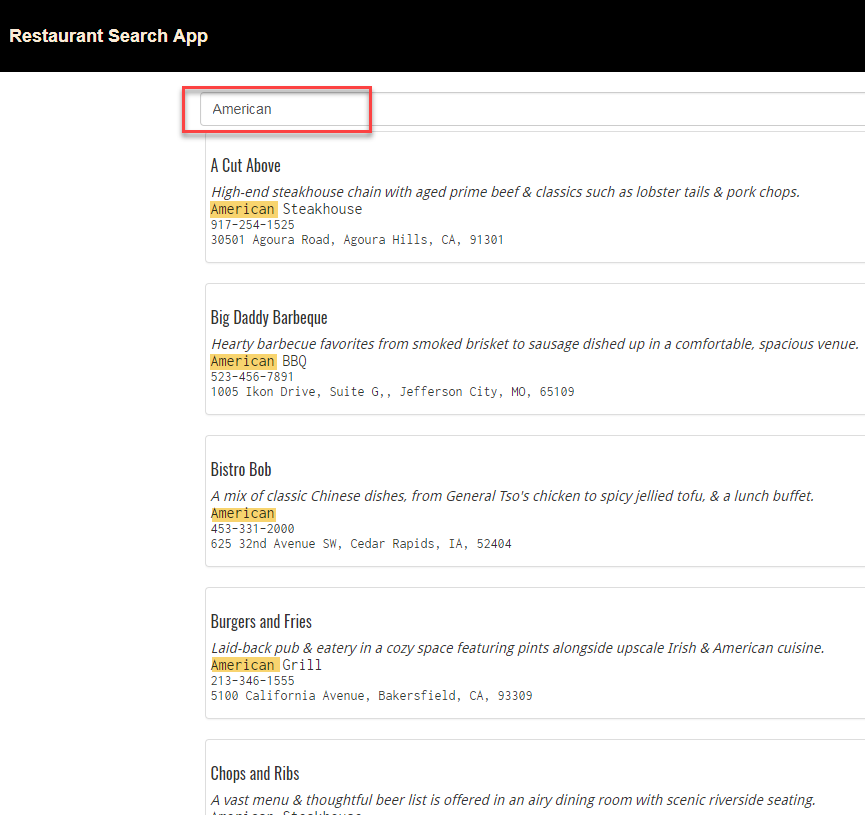 Restaurant Search App
American
A Cut Above
High-end steakhouse chain with aged prime beef & classics such as lobster tails & pork chops.
American Steakhouse
917-254-1525
30501 Agoura Road, Agoura Hills, CA, 91301
Big Daddy Barbeque
Hearty barbecue favorites from smoked brisket to sausage dished up in a comfortable, spacious venue.
American BBQ
523-456-7891
1005 Ikon Drive, Suite G,, Jefferson City, MO, 65109
Bistro Bob
A mix of classic Chinese dishes, from General Tso's chicken to spicy jellied tofu, & a lunch buffet.
American
453-331-2000
625 32nd Avenue SW, Cedar Rapids, IA, 52404
Burgers and Fries
Laid-back pub & eatery in a cozy space featuring pints alongside upscale Irish & American cuisine.
American Grill
213-346-1555
5100 California Avenue, Bakersfield, CA, 93309
Chops and Ribs
A vast menu & thoughtful beer list is offered in an airy dining room with scenic riverside seating.
American Steakhouse